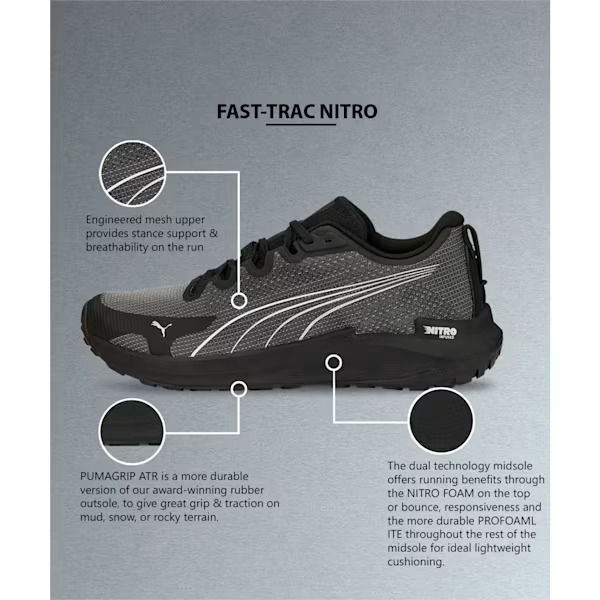 FAST-TRAC NITRO
Engineered mesh upper
provides stance support &
breathability on the run
NITRO
INFUSED
PUMAGRIP ATR is a more durable
version of our award-winning rubber
outsole, to give great grip & traction on
mud, snow, or rocky terrain.
The dual technology midsole
offers running benefits through
the NITRO FOAM on the top
or bounce, responsiveness and
the more durable PROFOAML
ITE throughout the rest of the
midsole for ideal lightweight
cushioning.